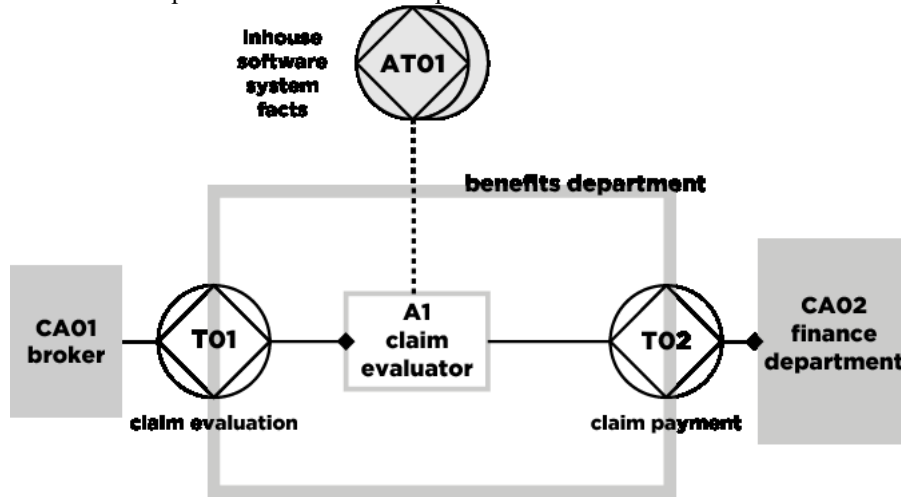 Inhouse
software
system
facts
AT01
benefits department
CA01
broker
T01
A1
claim
evaluator
T02
CA02
finance
department
claim evaluation
claim payment